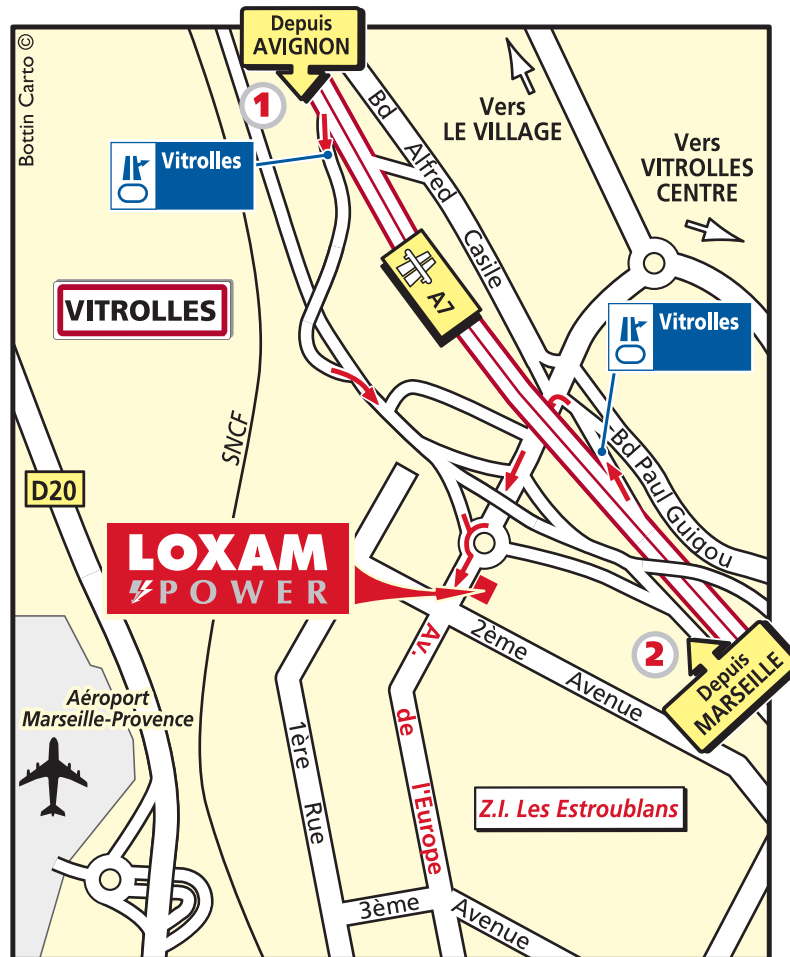 Depuis
AVIGNON
Bottin Carto ©
1
Vitrolles
Bd Alfred Casile
Vers
LE VILLAGE
Vers
VITROLLES
CENTRE
A7
VITROLLES
Vitrolles
SNCF
D20
Bd Paul Guigou
LOXAM
POWER
2
Depuis
MARSEILLE
2ème Avenue
Av. de l'Europe
Aéroport
Marseille-Provence
1ère Rue
Z.I. Les Estroublans
3ème Avenue